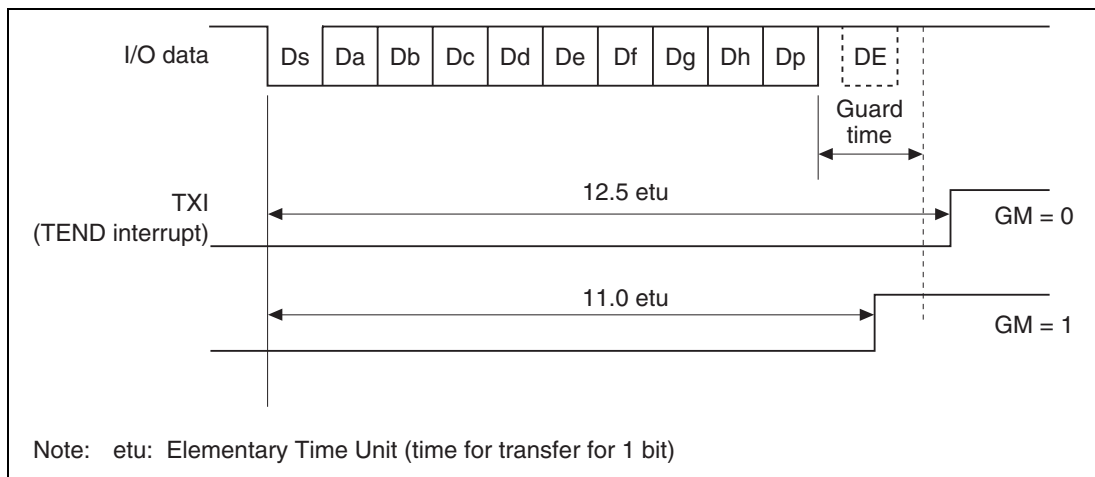 I/O data
Ds Da Db Dc Dd De Df Dg Dh Dp DE
Guard
time
12.5 etu
TXI
(TEND interrupt)
GM = 0
11.0 etu
GM = 1
Note: etu: Elementary Time Unit (time for transfer for 1 bit)